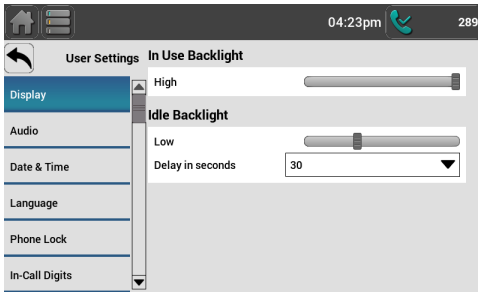 04:23pm 289
User Settings
In Use Backlight
Display
High
Idle Backlight
Audio
Low
Date & Time
Delay in seconds 30
Language
Phone Lock
In-Call Digits